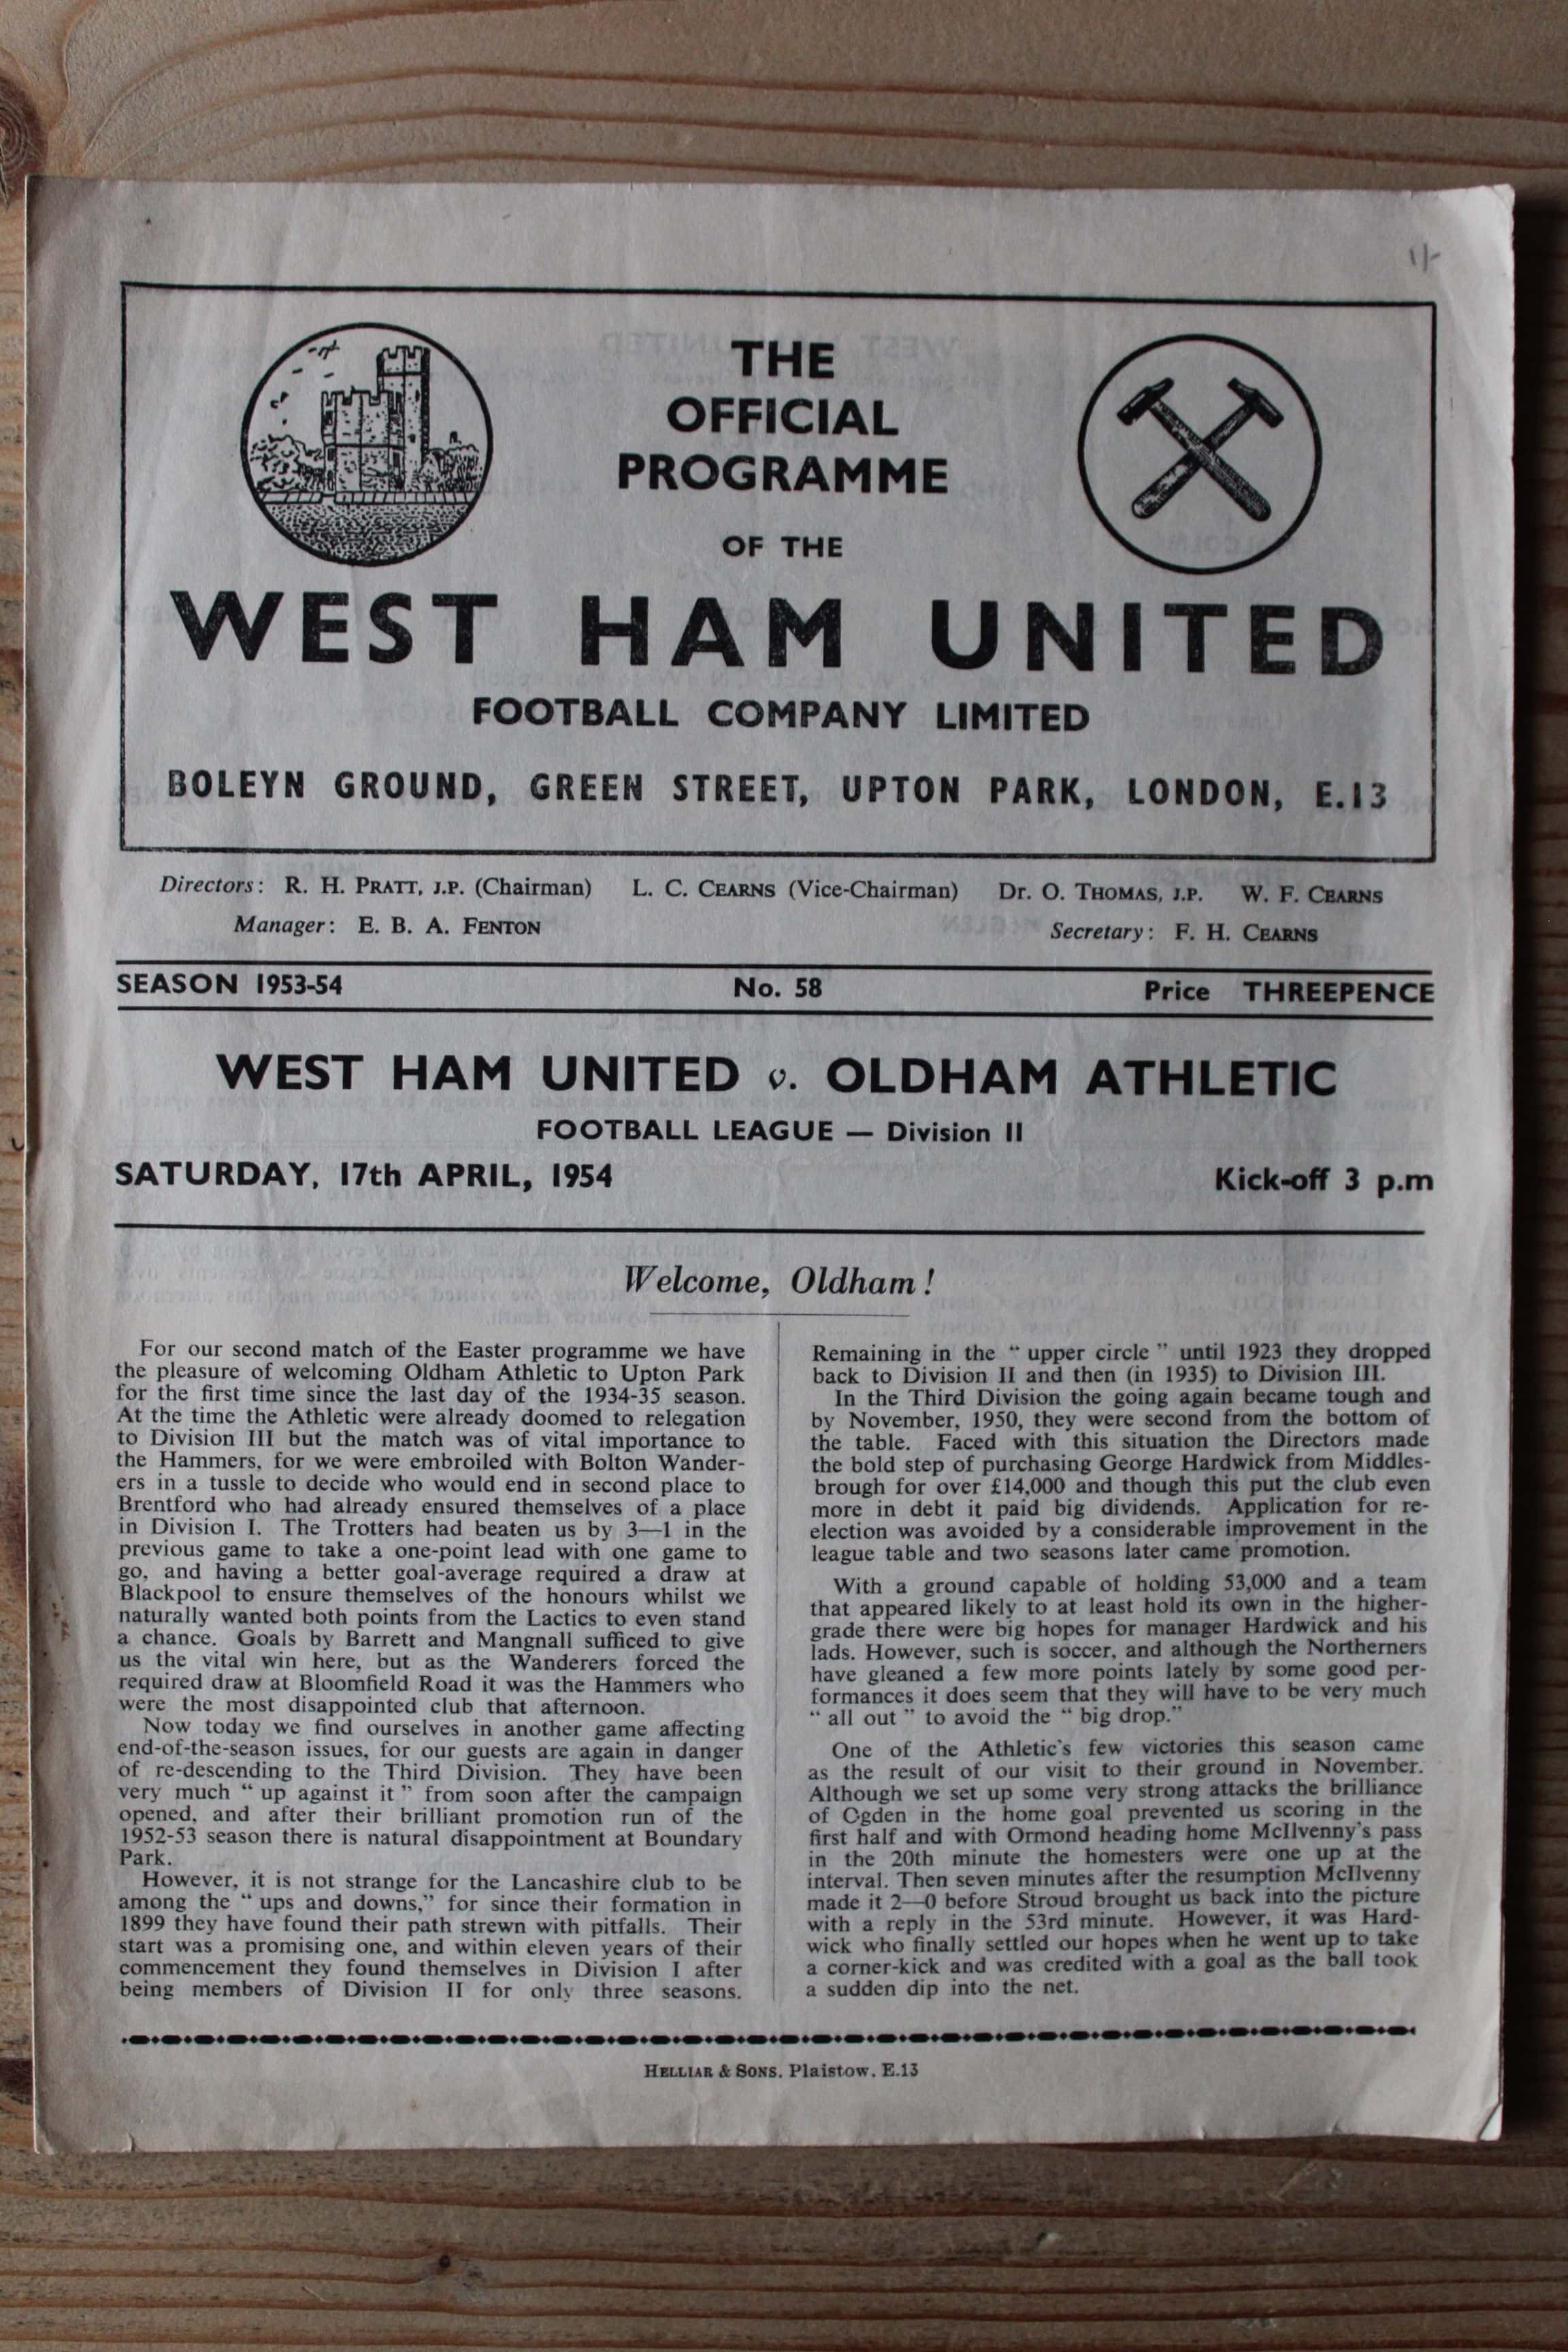 1/-
THE
OFFICIAL
PROGRAMME
OF THE
WEST HAM UNITED
FOOTBALL COMPANY LIMITED
BOLEYN GROUND, GREEN STREET, UPTON PARK, LONDON, E.13
Directors: R. H. PRATT, J.P. (Chairman) L. C. CEARNS (Vice-Chairman) Dr. O. THOMAS, J.P. W. F. CEARNS
Manager: E. B. A. FENTON Secretary: F. H. CEARNS
SEASON 1953-54 No. 58 Price THREEPENCE
WEST HAM UNITED v. OLDHAM ATHLETIC
FOOTBALL LEAGUE — Division II
SATURDAY, 17th APRIL, 1954 Kick-off 3 p.m
Welcome, Oldham!
For our second match of the Easter programme we have
the pleasure of welcoming Oldham Athletic to Upton Park
for the first time since the last day of the 1934-35 season.
At the time the Athletic were already doomed to relegation
to Division III but the match was of vital importance to
the Hammers, for we were embroiled with Bolton Wander-
ers in a tussle to decide who would end in second place to
Brentford who had already ensured themselves of a place
in Division I. The Trotters had beaten us by 3—1 in the
previous game to take a one-point lead with one game to
go, and having a better goal-average required a draw at
Blackpool to ensure themselves of the honours whilst we
naturally wanted both points from the Lactics to even stand
a chance. Goals by Barrett and Mangnall sufficed to give
us the vital win here, but as the Wanderers forced the
required draw at Bloomfield Road it was the Hammers who
were the most disappointed club that afternoon.
Now today we find ourselves in another game affecting
end-of-the-season issues, for our guests are again in danger
of re-descending to the Third Division. They have been
very much “ up against it ” from soon after the campaign
opened, and after their brilliant promotion run of the
1952-53 season there is natural disappointment at Boundary
Park.
However, it is not strange for the Lancashire club to be
among the “ ups and downs,” for since their formation in
1899 they have found their path strewn with pitfalls. Their
start was a promising one, and within eleven years of their
commencement they found themselves in Division I after
being members of Division II for only three seasons.
Remaining in the “ upper circle ” until 1923 they dropped
back to Division II and then (in 1935) to Division III.
In the Third Division the going again became tough and
by November, 1950, they were second from the bottom of
the table. Faced with this situation the Directors made
the bold step of purchasing George Hardwick from Middles-
brough for over £14,000 and though this put the club even
more in debt it paid big dividends. Application for re-
election was avoided by a considerable improvement in the
league table and two seasons later came promotion.
With a ground capable of holding 53,000 and a team
that appeared likely to at least hold its own in the higher-
grade there were big hopes for manager Hardwick and his
lads. However, such is soccer, and although the Northerners
have gleaned a few more points lately by some good per-
formances it does seem that they will have to be very much
“ all out ” to avoid the “ big drop.”
One of the Athletic's few victories this season came
as the result of our visit to their ground in November.
Although we set up some very strong attacks the brilliance
of Ogden in the home goal prevented us scoring in the
first half and with Ormond heading home McIlvenny's pass
in the 20th minute the homesters were one up at the
interval. Then seven minutes after the resumption McIlvenny
made it 2—0 before Stroud brought us back into the picture
with a reply in the 53rd minute. However, it was Hard-
wick who finally settled our hopes when he went up to take
a corner-kick and was credited with a goal as the ball took
a sudden dip into the net.
HELLIAR & SONS, Plaistow, E.13